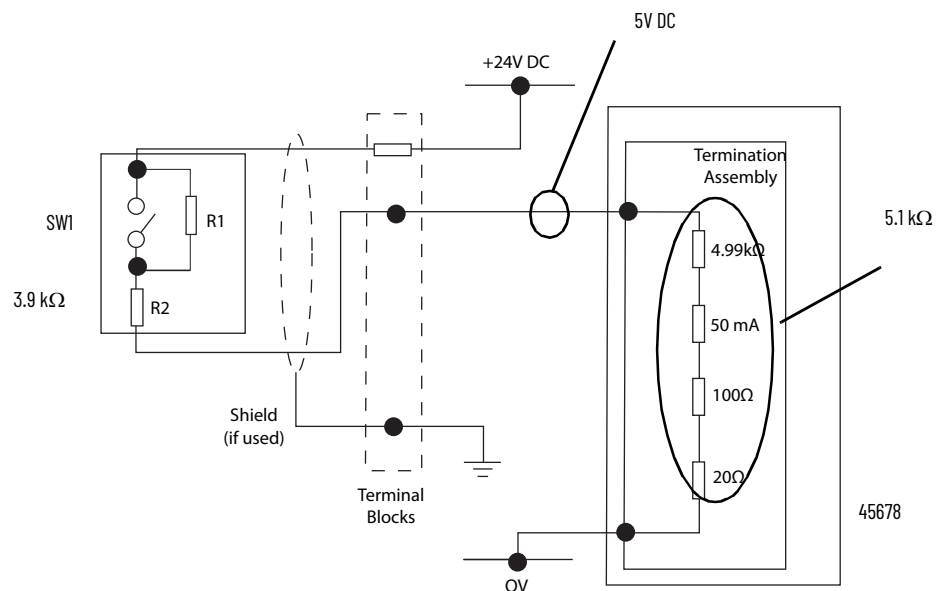 5V DC
+24V DC
Termination
Assembly
SW1
R1
5.1 kΩ
4.99kΩ
3.9 kΩ
R2
50 mA
100Ω
Shield
(if used)
20Ω
Terminal
Blocks
45678
OV